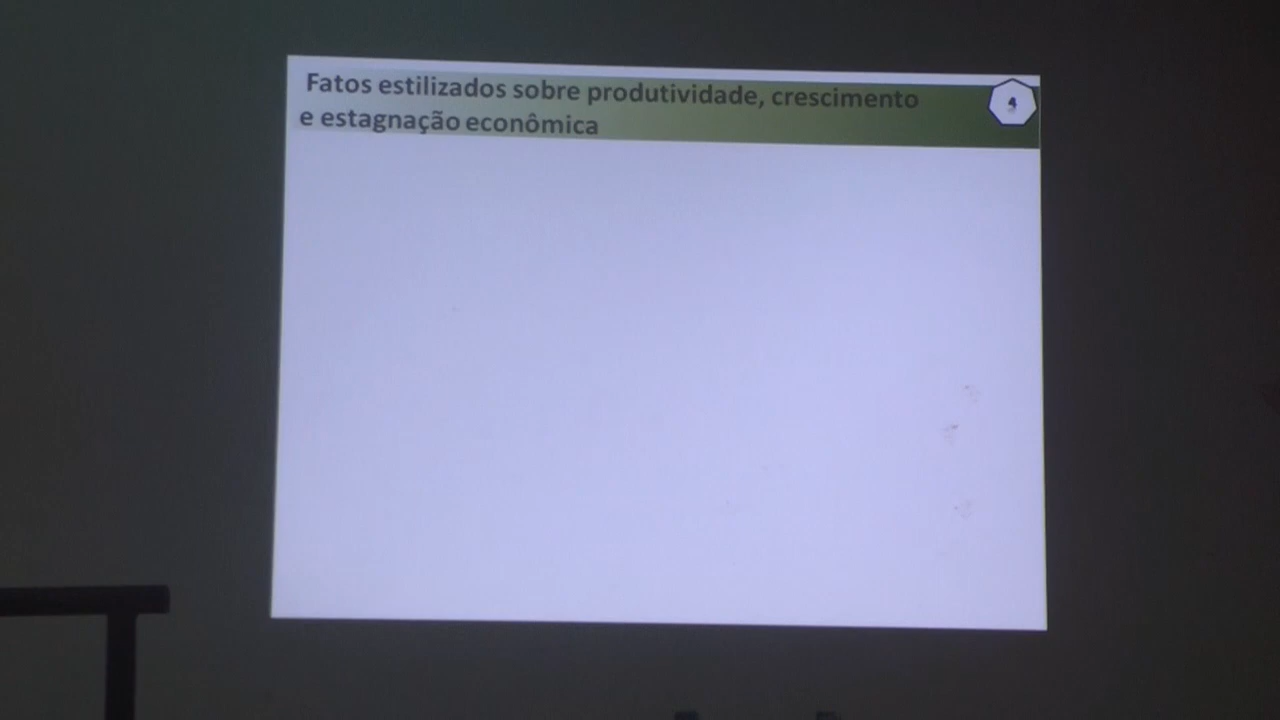 Fatos estilizados sobre produtividade, crescimento
e estagnação econômica